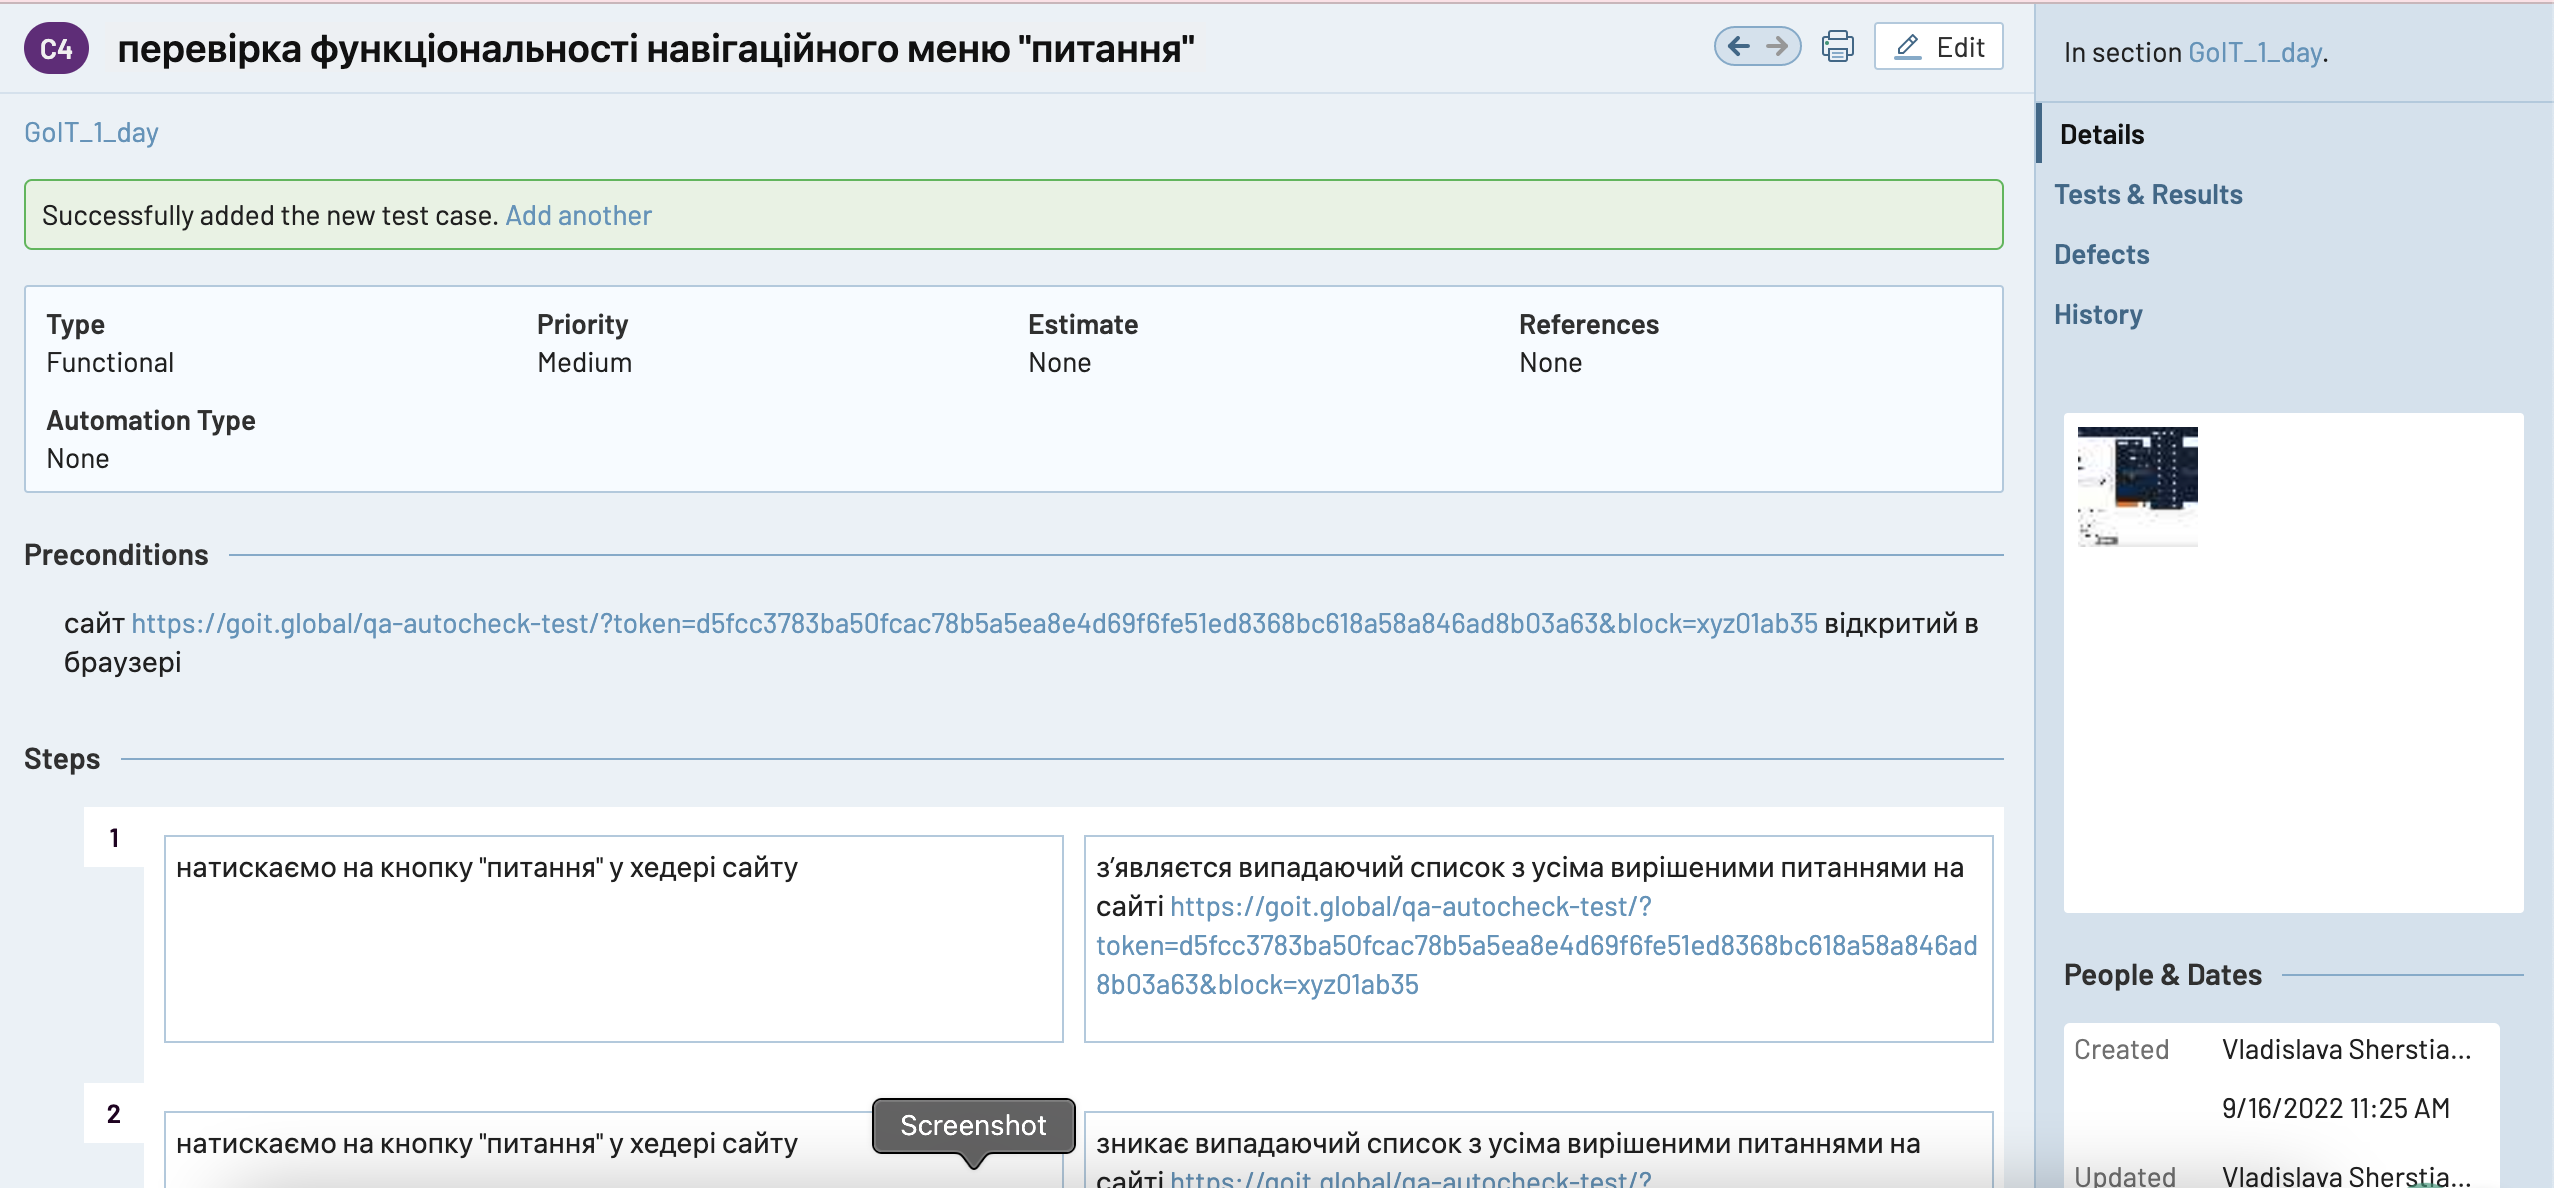 C4 перевірка функціональності навігаційного меню "питання"
Edit
In section GoIT_1_day.
GoIT_1_day
Successfully added the new test case. Add another
Type Priority Estimate References
Functional Medium None None
Automation Type
None
Preconditions
сайт https://goit.global/qa-autocheck-test/?token=d5fcc3783ba50fcac78b5a5ea8e4d69f6fe51ed8368bc618a58a846ad8b03a63&block=xyz01ab35 відкритий в
браузері
Steps
1
натискаємо на кнопку "питання" у хедері сайту
з’являєтся випадаючий список з усіма вирішеними питаннями на
сайті https://goit.global/qa-autocheck-test/?
token=d5fcc3783ba50fcac78b5a5ea8e4d69f6fe51ed8368bc618a58a846ad
8b03a63&block=xyz01ab35
2
натискаємо на кнопку "питання" у хедері сайту
Screenshot
зникає випадаючий список з усіма вирішеними питаннями на
сайті https://goit.global/qa-autocheck-test/?
Details
Tests & Results
Defects
History
People & Dates
Created Vladislava Sherstia...
9/16/2022 11:25 AM
Updated Vladislava Sherstia...